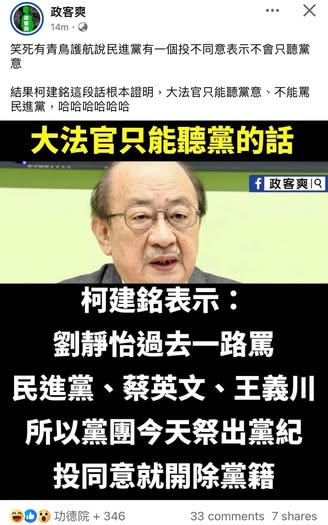 政客爽
14m
笑死有青鳥護航說民進黨有一個投不同意表示不會只聽黨
意
結果柯建銘這段話根本證明，大法官只能聽黨意、不能罵
民進黨，哈哈哈哈哈哈
大法官只能聽黨的話
政客爽
柯建銘表示：
劉靜怡過去一路罵
民進黨、蔡英文、王義川
所以黨團今天祭出黨紀
投同意就開除黨籍
功德院 + 346
33 comments 7 shares